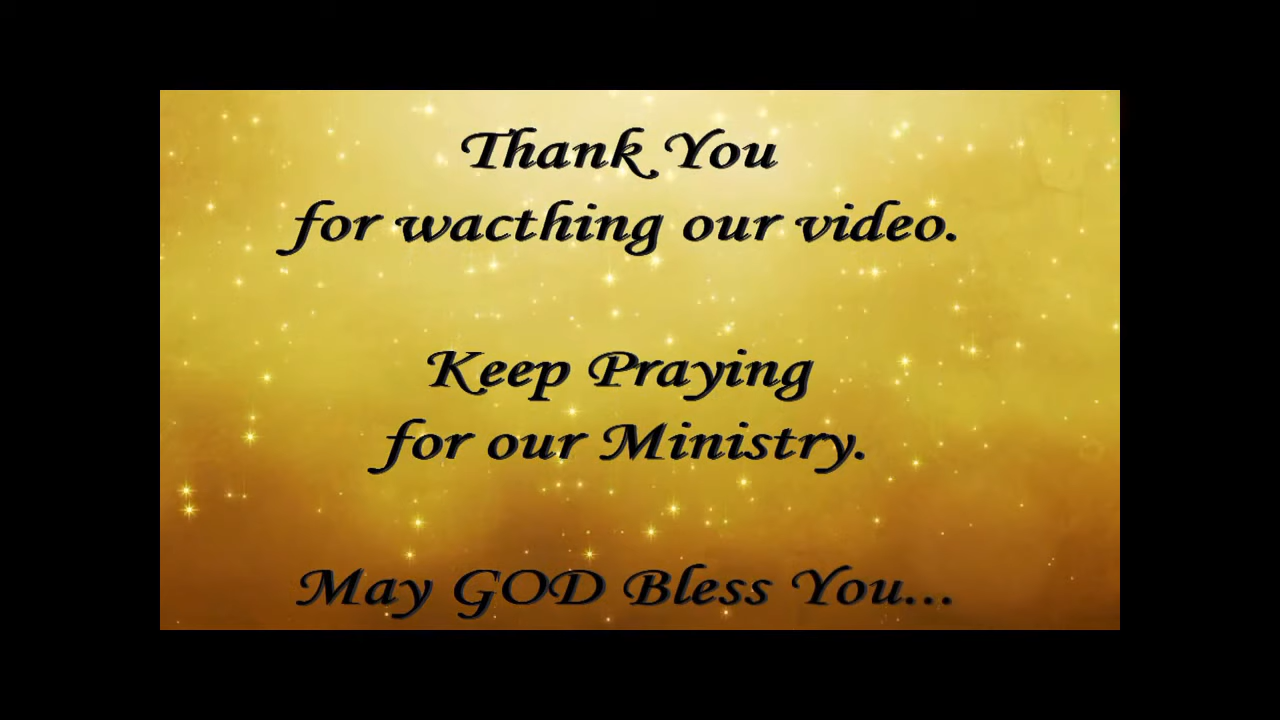 Thank You
for wacthing our video.
Keep Praying
for our Ministry.
May GOD Bless You...